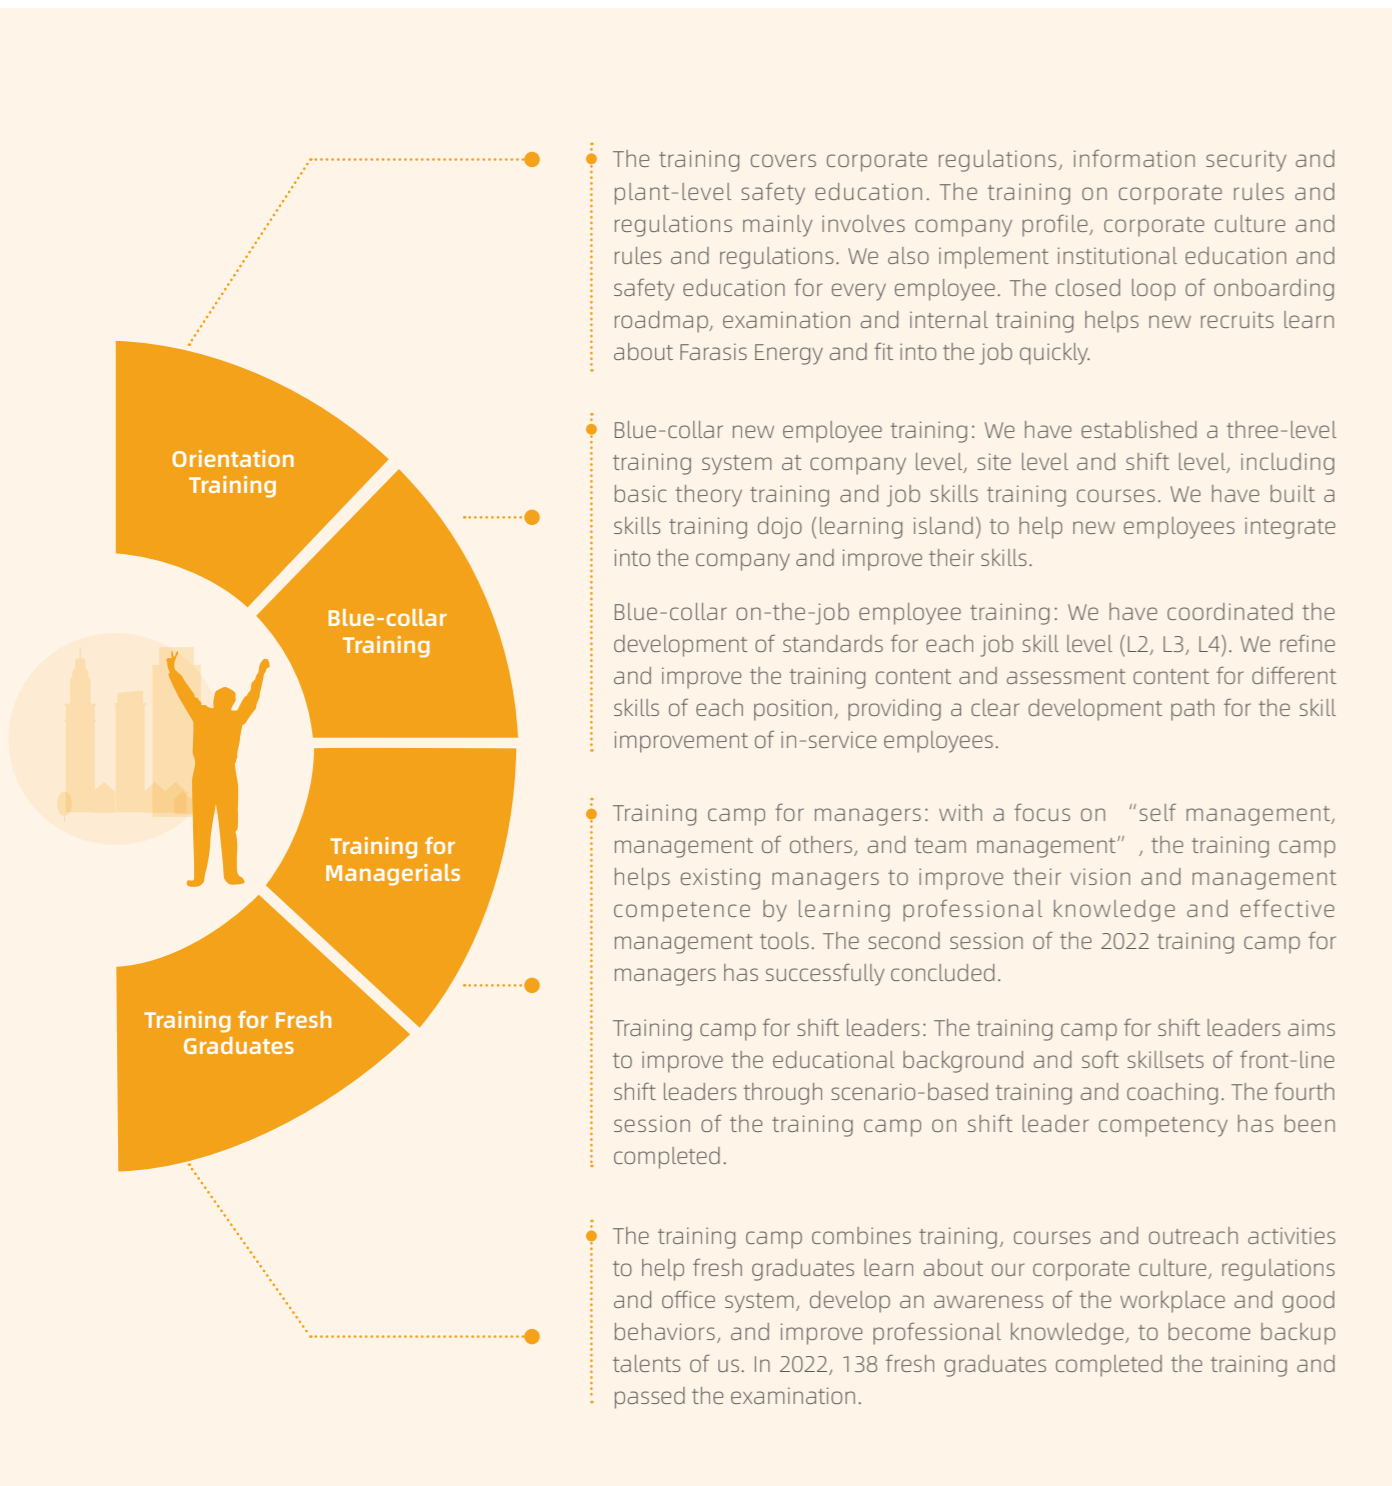 Orientation
Training
Blue-collar
Training
Training for
Managerials
Training for Fresh
Graduates
The training covers corporate regulations, information security and
plant-level safety education. The training on corporate rules and
regulations mainly involves company profile, corporate culture and
rules and regulations. We also implement institutional education and
safety education for every employee. The closed loop of onboarding
roadmap, examination and internal training helps new recruits learn
about Farasis Energy and fit into the job quickly.
Blue-collar new employee training: We have established a three-level
training system at company level, site level and shift level, including
basic theory training and job skills training courses. We have built a
skills training dojo (learning island) to help new employees integrate
into the company and improve their skills.
Blue-collar on-the-job employee training: We have coordinated the
development of standards for each job skill level (L2, L3, L4). We refine
and improve the training content and assessment content for different
skills of each position, providing a clear development path for the skill
improvement of in-service employees.
Training camp for managers: with a focus on “self management,
management of others, and team management” , the training camp
helps existing managers to improve their vision and management
competence by learning professional knowledge and effective
management tools. The second session of the 2022 training camp for
managers has successfully concluded.
Training camp for shift leaders: The training camp for shift leaders aims
to improve the educational background and soft skillsets of front-line
shift leaders through scenario-based training and coaching. The fourth
session of the training camp on shift leader competency has been
completed.
The training camp combines training, courses and outreach activities
to help fresh graduates learn about our corporate culture, regulations
and office system, develop an awareness of the workplace and good
behaviors, and improve professional knowledge, to become backup
talents of us. In 2022, 138 fresh graduates completed the training and
passed the examination.